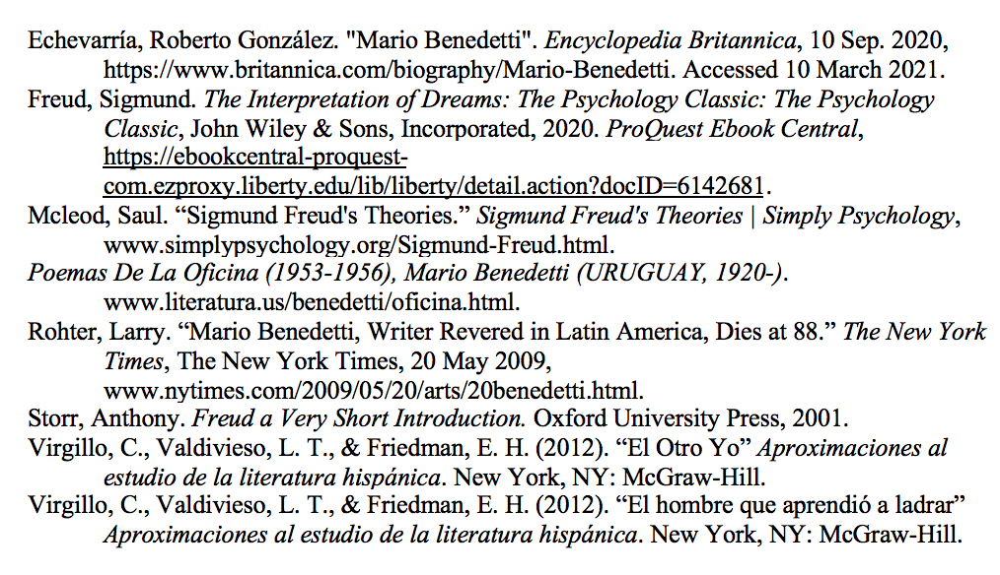 Echevarría, Roberto González. "Mario Benedetti". Encyclopedia Britannica, 10 Sep. 2020,
https://www.britannica.com/biography/Mario-Benedetti. Accessed 10 March 2021.
Freud, Sigmund. The Interpretation of Dreams: The Psychology Classic: The Psychology
Classic, John Wiley & Sons, Incorporated, 2020. ProQuest Ebook Central,
https://ebookcentral-proquest-
com.ezproxy.liberty.edu/lib/liberty/detail.action?docID=6142681.
Mcleod, Saul. “Sigmund Freud's Theories.” Sigmund Freud's Theories | Simply Psychology,
www.simplypsychology.org/Sigmund-Freud.html.
Poemas De La Oficina (1953-1956), Mario Benedetti (URUGUAY, 1920-).
www.literatura.us/benedetti/oficina.html.
Rohter, Larry. “Mario Benedetti, Writer Revered in Latin America, Dies at 88.” The New York
Times, The New York Times, 20 May 2009,
www.nytimes.com/2009/05/20/arts/20benedetti.html.
Storr, Anthony. Freud a Very Short Introduction. Oxford University Press, 2001.
Virgillo, C., Valdivieso, L. T., & Friedman, E. H. (2012). “El Otro Yo” Aproximaciones al
estudio de la literatura hispánica. New York, NY: McGraw-Hill.
Virgillo, C., Valdivieso, L. T., & Friedman, E. H. (2012). “El hombre que aprendió a ladrar”
Aproximaciones al estudio de la literatura hispánica. New York, NY: McGraw-Hill.